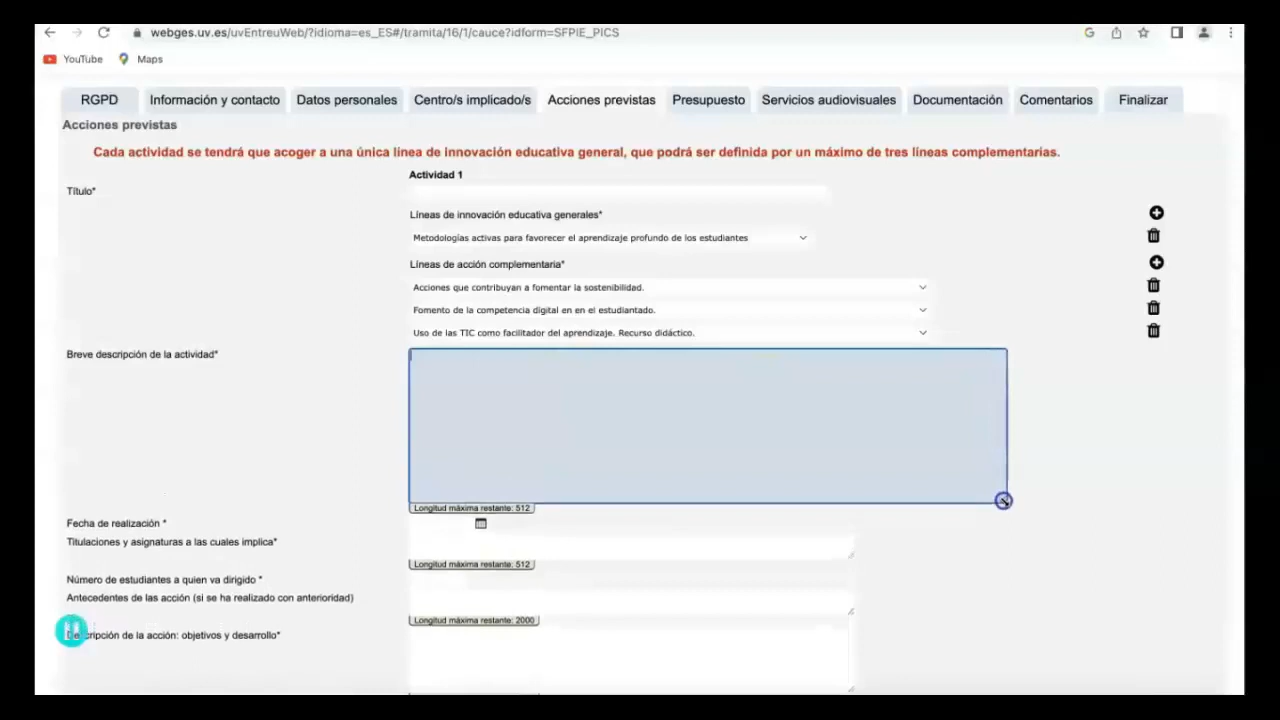 webges.uv.es/uvEntreuWeb/?idioma=es_ES#/tramita/16/1/cauce?idform=SFPIE_PICS
YouTube Maps
RGPD Información y contacto Datos personales Centro/s implicado/s Acciones previstas Presupuesto Servicios audiovisuales Documentación Comentarios Finalizar
Acciones previstas
Cada actividad se tendrá que acoger a una única línea de innovación educativa general, que podrá ser definida por un máximo de tres líneas complementarias.
Actividad 1
Título*
Líneas de innovación educativa generales*
Metodologías activas para favorecer el aprendizaje profundo de los estudiantes
Líneas de acción complementaria*
Acciones que contribuyan a fomentar la sostenibilidad.
Fomento de la competencia digital en en el estudiantado.
Uso de las TIC como facilitador del aprendizaje. Recurso didáctico.
Breve descripción de la actividad*
Longitud máxima restante: 512
Fecha de realización *
Titulaciones y asignaturas a las cuales implica*
Longitud máxima restante: 512
Número de estudiantes a quien va dirigido *
Antecedentes de las acción (si se ha realizado con anterioridad)
Longitud máxima restante: 2000
cripción de la acción: objetivos y desarrollo*